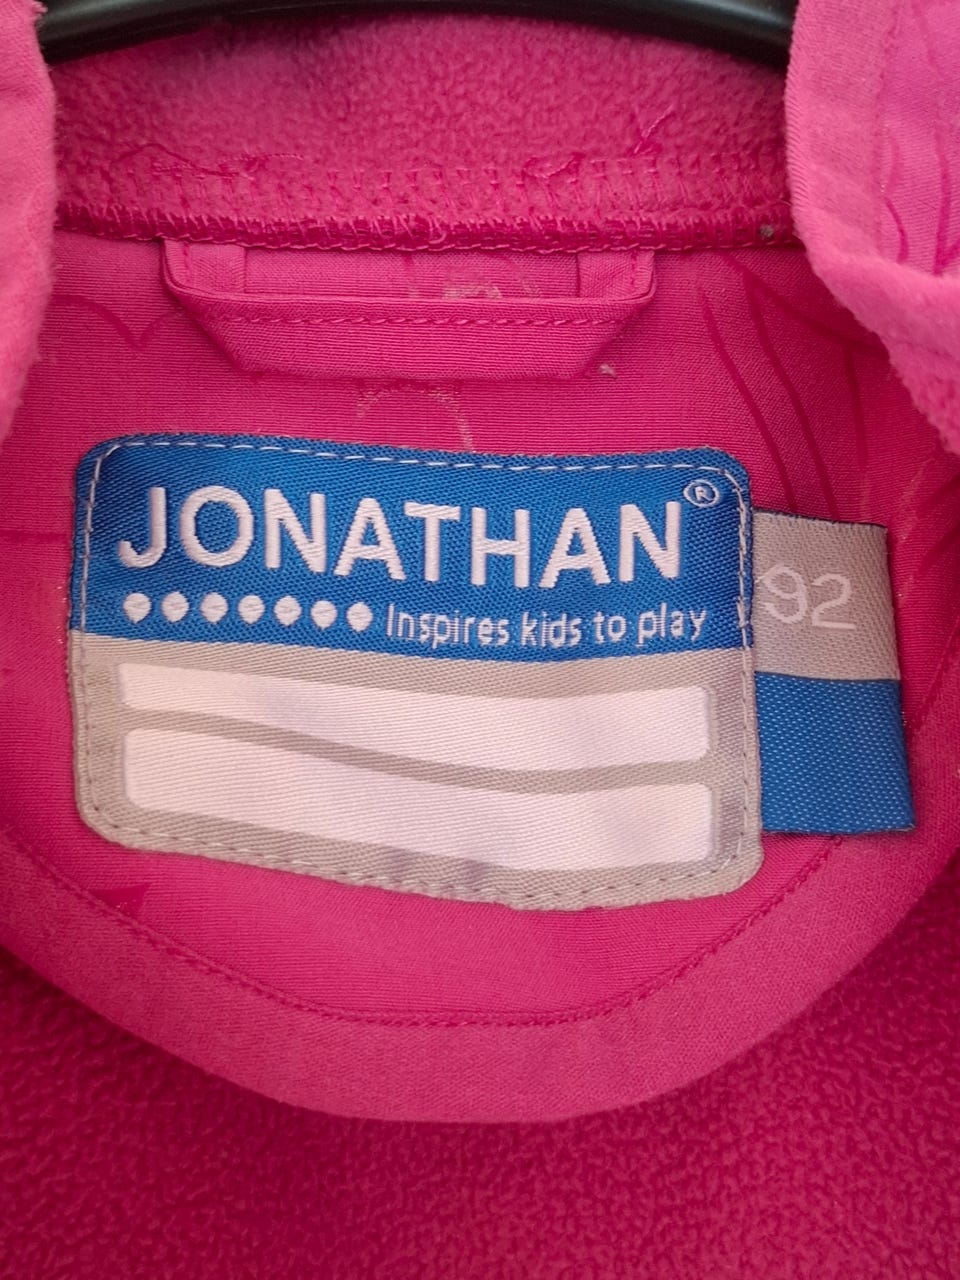 JONATHAN®
Inspires kids to play
92